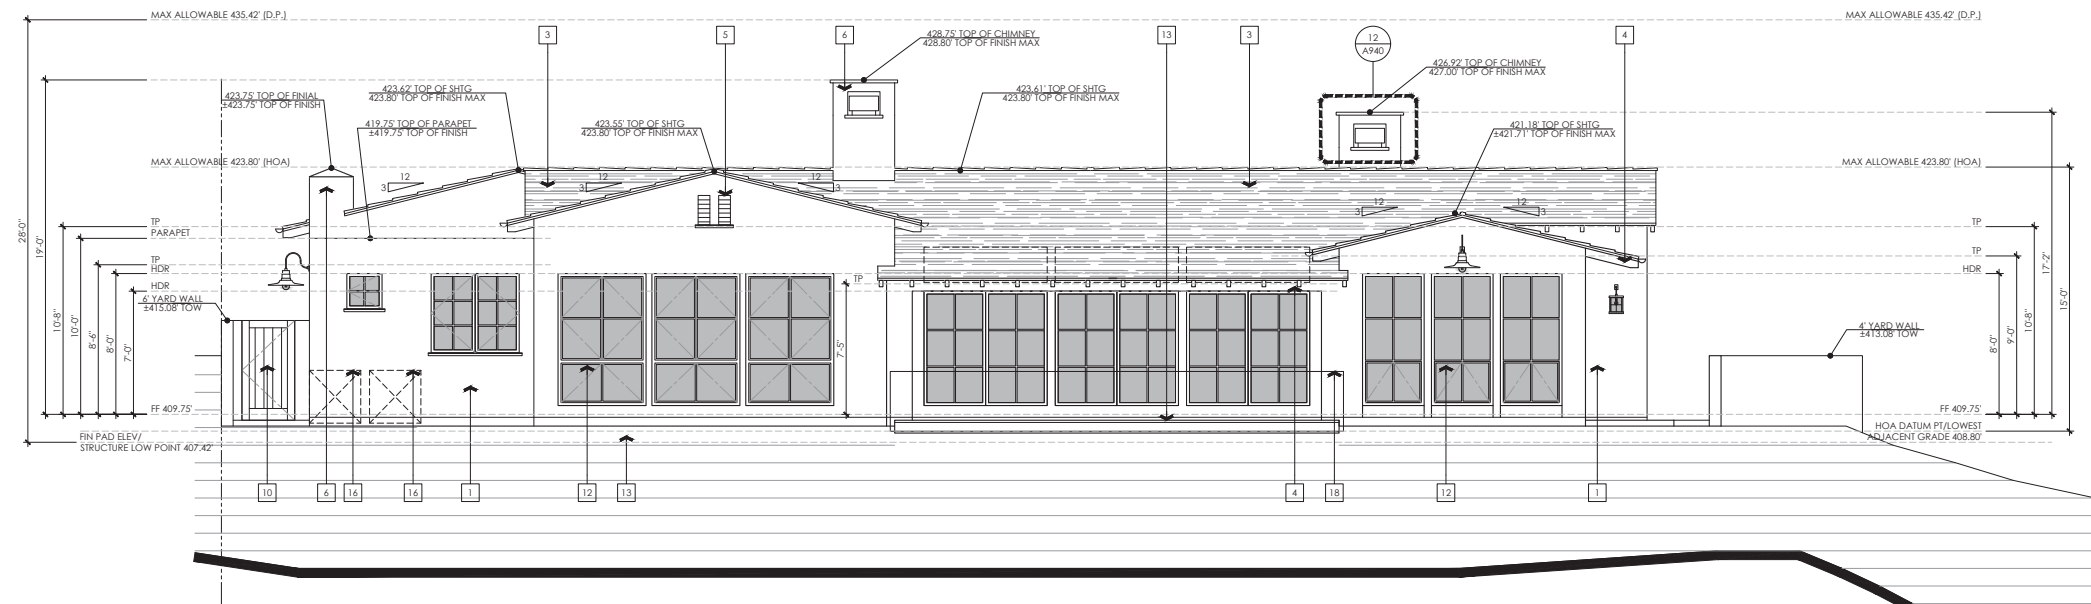 MAX ALLOWABLE 435.42' (D.P.)
MAX ALLOWABLE 435.42' (D.P.)
3
5
6
428.75' TOP OF CHIMNEY
428.80' TOP OF FINISH MAX
13
3
12
A940
4
426.92' TOP OF CHIMNEY
427.00' TOP OF FINISH MAX
423.75' TOP OF FINIAL
±423.75' TOP OF FINISH
423.62' TOP OF SHTG
423.80' TOP OF FINISH MAX
423.61' TOP OF SHTG
423.80' TOP OF FINISH MAX
419.75' TOP OF PARAPET
±419.75' TOP OF FINISH
423.55' TOP OF SHTG
423.80' TOP OF FINISH MAX
421.18' TOP OF SHTG
±421.71' TOP OF FINISH MAX
MAX ALLOWABLE 423.80' (HOA)
MAX ALLOWABLE 423.80' (HOA)
12
3
12
3
12
3
12
3
12
3
TP
PARAPET
TP
HDR
HDR
TP
TP
TP
HDR
28'-0"
19'-0"
10'-8"
10'-0"
8'-6"
8'-0"
7'-0"
7'-5"
8'-0"
9'-0"
10'-8"
17'-2"
15'-0"
6' YARD WALL
±415.08' TOW
4' YARD WALL
±413.08' TOW
FF 409.75'
FF 409.75'
FIN PAD ELEV/
STRUCTURE LOW POINT 407.42'
HOA DATUM PT/LOWEST
ADJACENT GRADE 408.80'
10
6
16
16
1
12
13
4
18
12
1